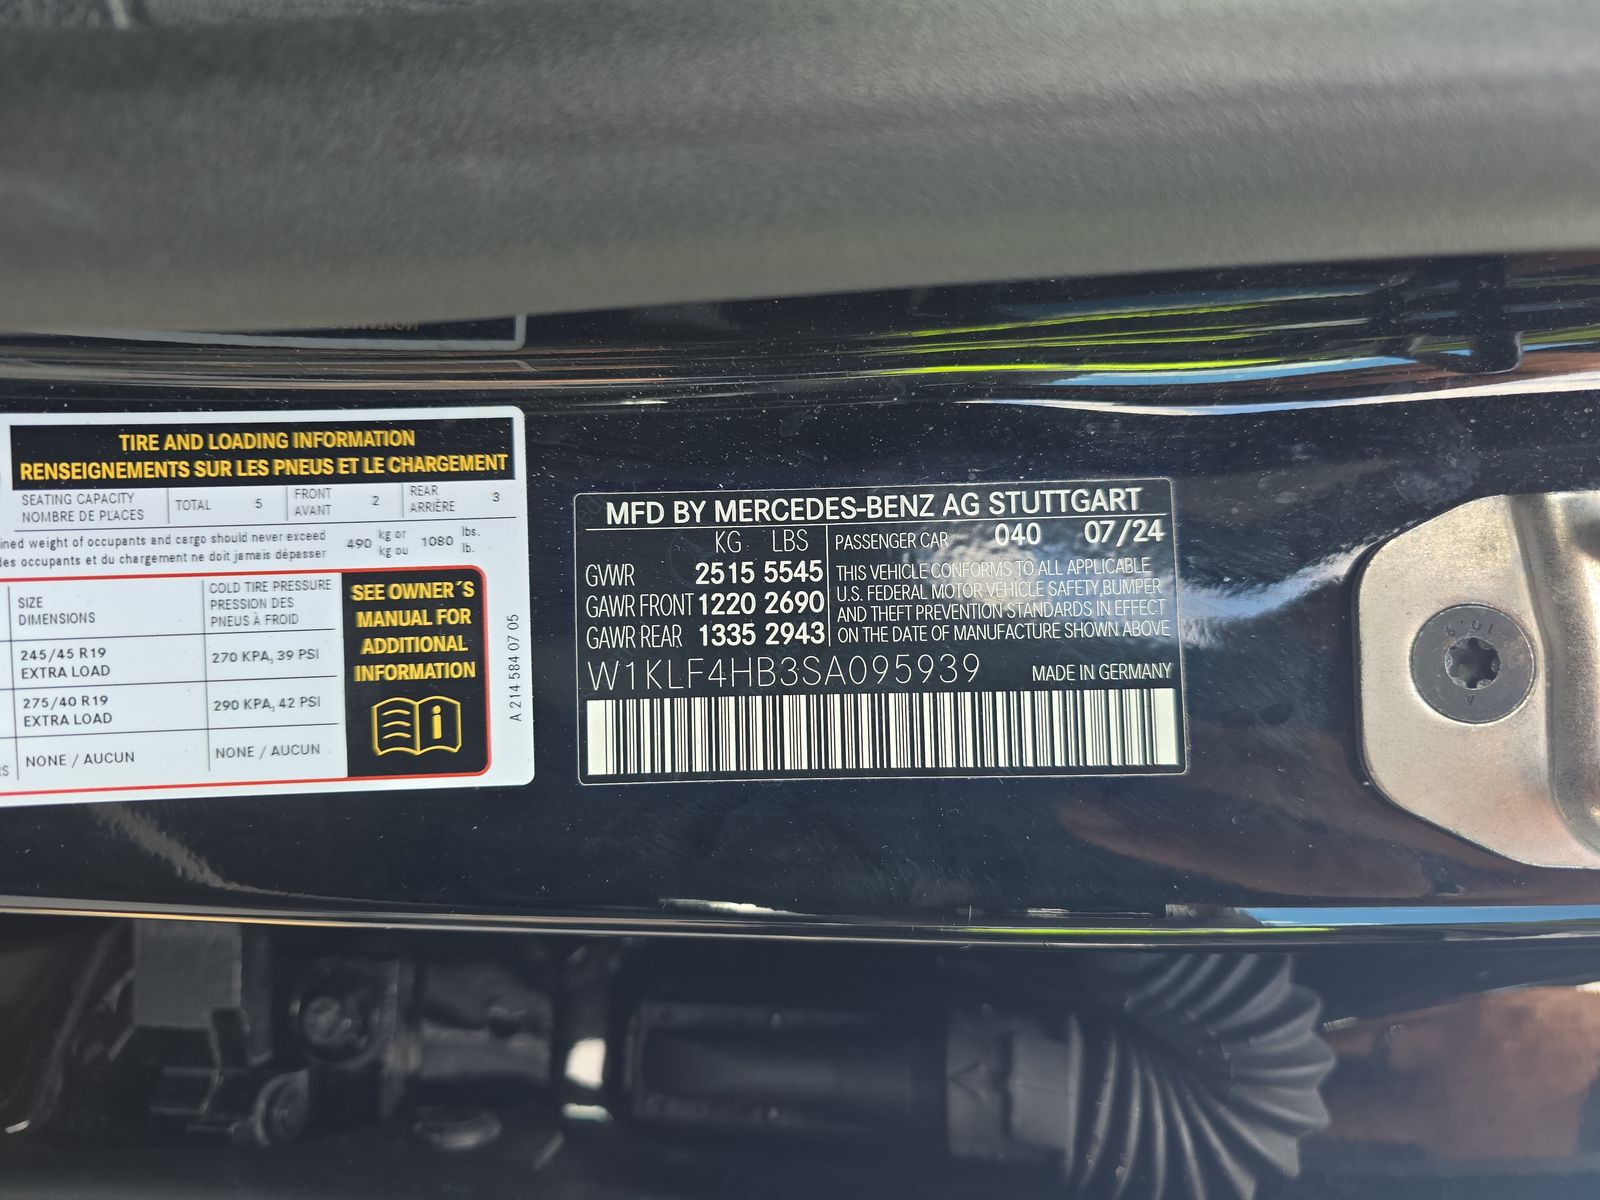 TIRE AND LOADING INFORMATION
RENSEIGNEMENTS SUR LES PNEUS ET LE CHARGEMENT
SEATING CAPACITY
NOMBRE DE PLACES
TOTAL 5
FRONT
AVANT
2
REAR
ARRIÈRE
3
ined weight of occupants and cargo should never exceed
des occupants et du chargement ne doit jamais dépasser
490 kg or
kg ou
1080 lbs.
lb.
SIZE
DIMENSIONS
COLD TIRE PRESSURE
PRESSION DES
PNEUS À FROID
245/45 R19
EXTRA LOAD
270 KPA, 39 PSI
275/40 R19
EXTRA LOAD
290 KPA, 42 PSI
RS
NONE / AUCUN
NONE / AUCUN
SEE OWNER´S
MANUAL FOR
ADDITIONAL
INFORMATION
A 214 584 07 05
MFD BY MERCEDES-BENZ AG STUTTGART
KG LBS
GVWR 2515 5545
GAWR FRONT 1220 2690
GAWR REAR 1335 2943
PASSENGER CAR 040 07/24
THIS VEHICLE CONFORMS TO ALL APPLICABLE
U.S. FEDERAL MOTOR VEHICLE SAFETY,BUMPER
AND THEFT PREVENTION STANDARDS IN EFFECT
ON THE DATE OF MANUFACTURE SHOWN ABOVE
W1KLF4HB3SA095939
MADE IN GERMANY
10.9